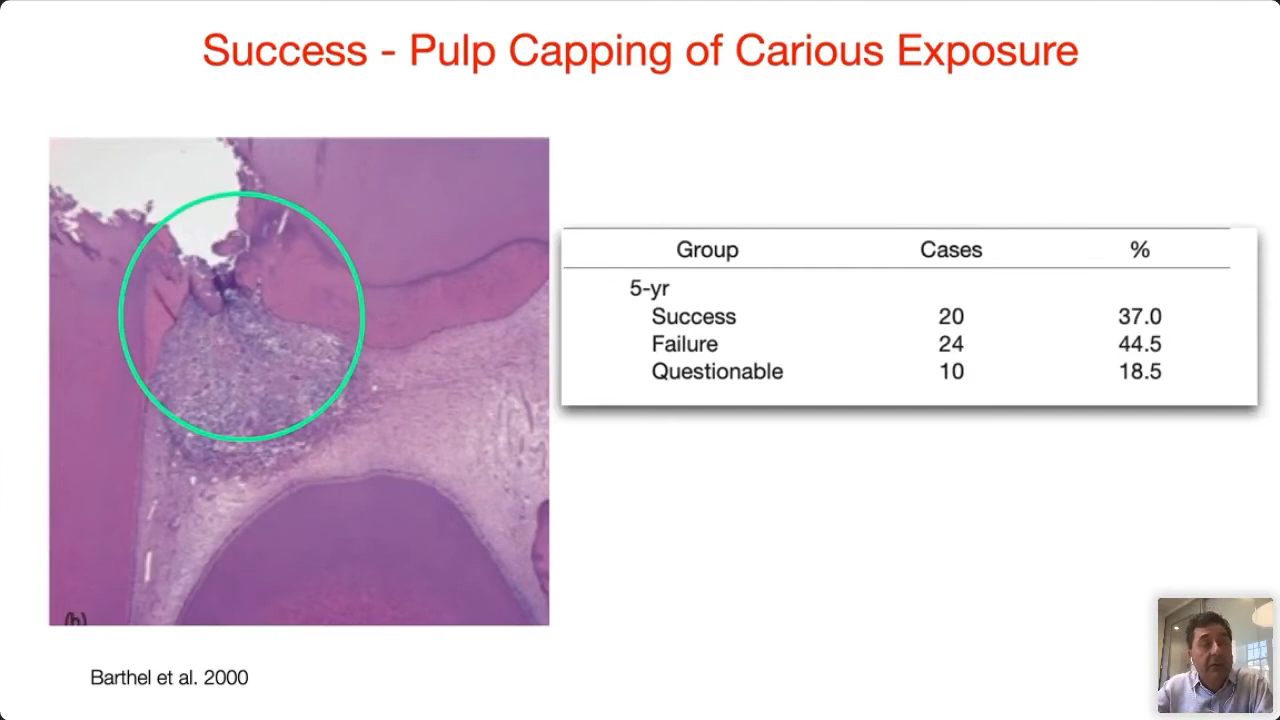 Success - Pulp Capping of Carious Exposure
Group Cases %
5-yr
Success 20 37.0
Failure 24 44.5
Questionable 10 18.5
(b)
Barthel et al. 2000